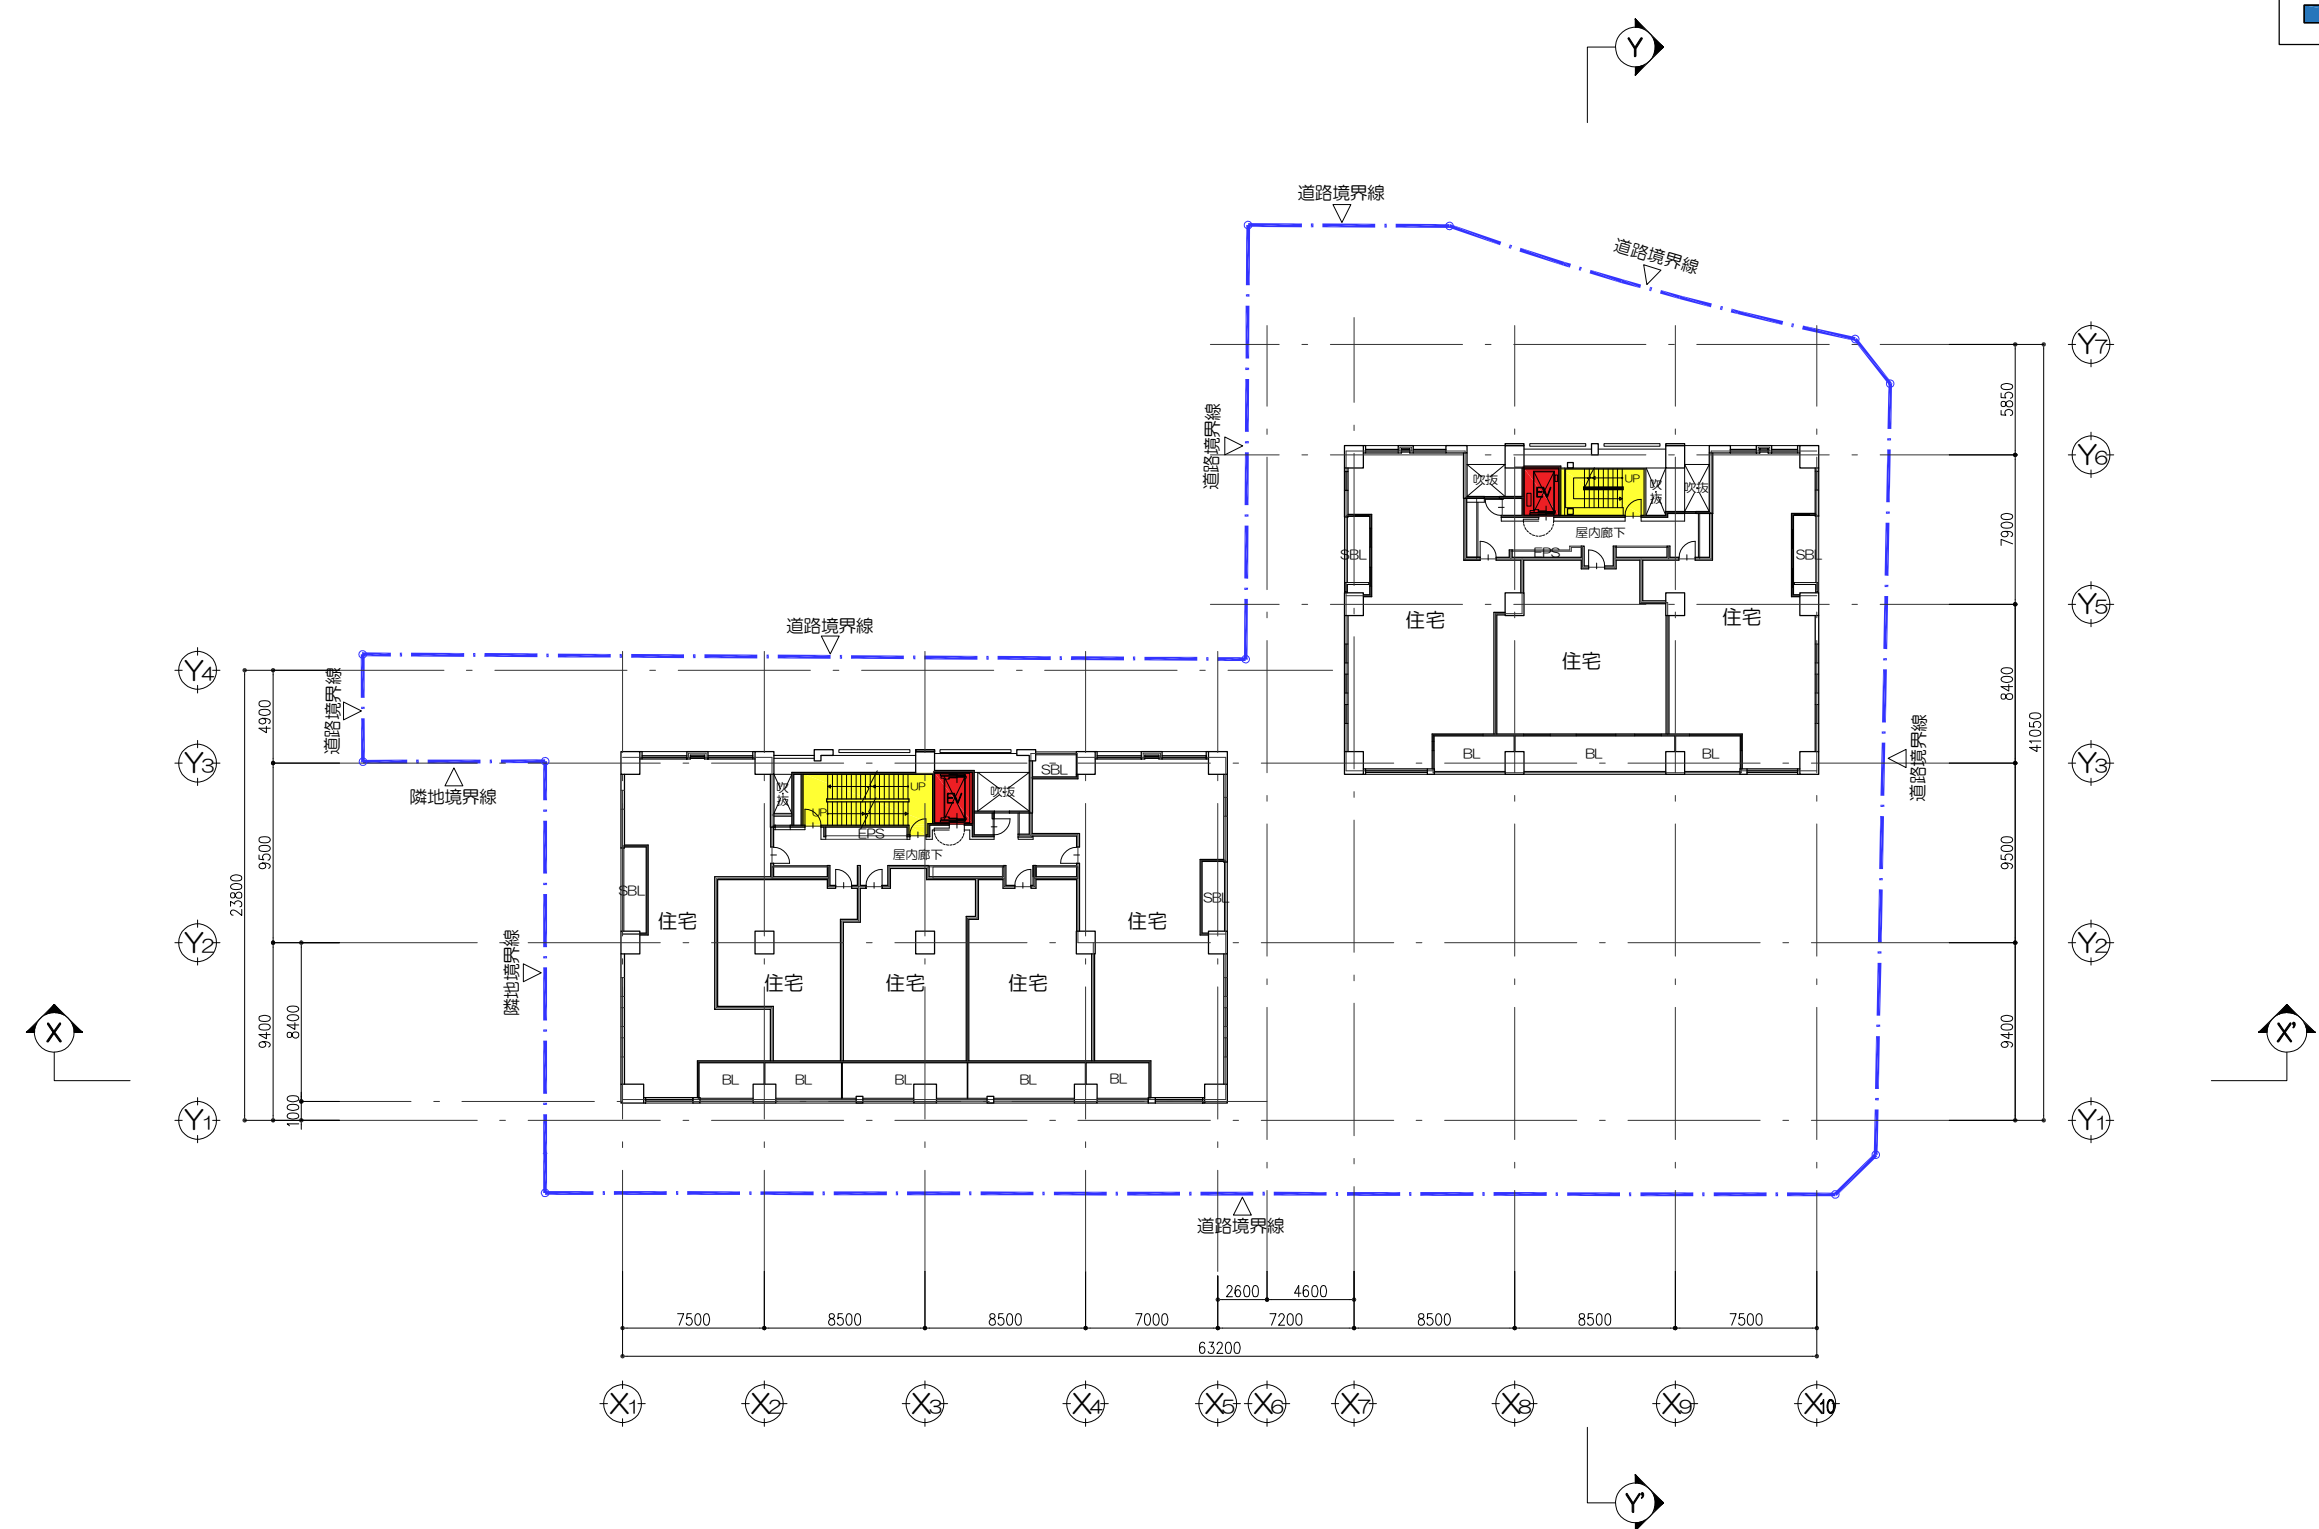 Y
道路境界線
道路境界線
Y7
5850
道路境界線
Y6
吹抜
EV
UP
吹抜
吹抜
屋内廊下
EPS
7900
SBL
SBL
41050
Y5
住宅
住宅
住宅
8400
BL
BL
BL
道路境界線
Y3
道路境界線
Y4
道路境界線
4900
Y3
隣地境界線
SBL
吹抜
UP
UP
EV
吹抜
EPS
屋内廊下
9500
23800
9500
SBL
SBL
住宅
住宅
Y2
Y2
隣地境界線
住宅
住宅
住宅
X
9400
8400
9400
X'
BL
BL
BL
BL
BL
1000
Y1
Y1
道路境界線
2600
4600
7500
8500
8500
7000
7200
8500
8500
7500
63200
X1
X2
X3
X4
X5
X6
X7
X8
X9
X10
Y'